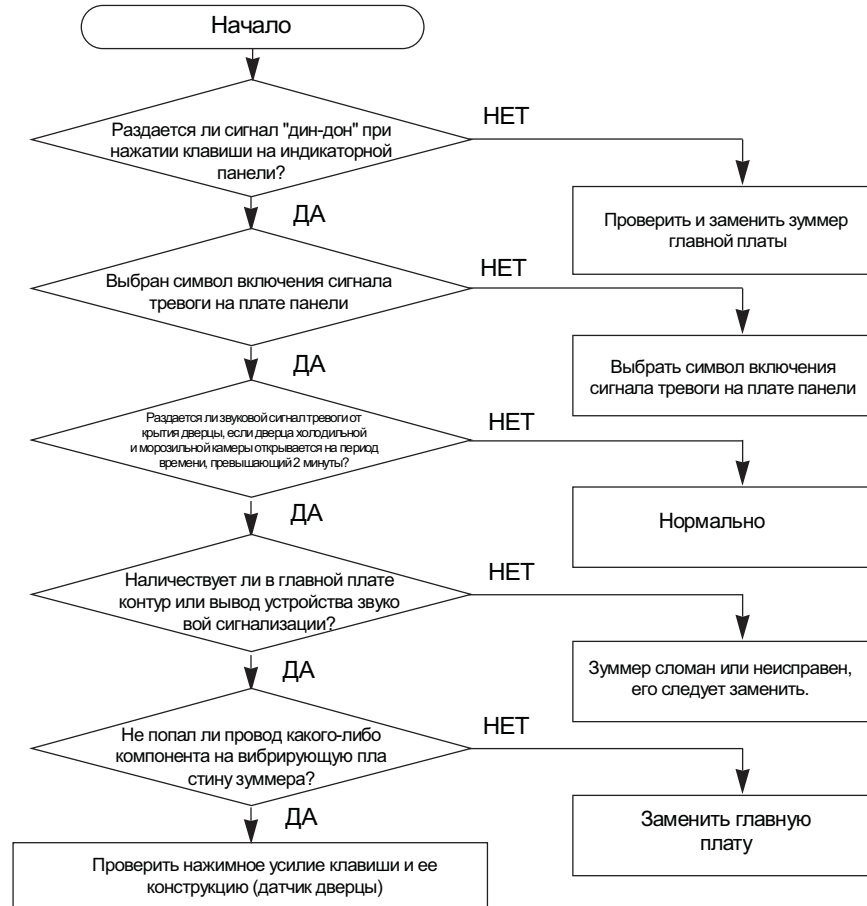 Начало
Раздается ли сигнал "дин-дон" при
нажатии клавиши на индикаторной
панели?
НЕТ
Проверить и заменить зуммер
главной платы
ДА
Выбран символ включения сигнала
тревоги на плате панели
НЕТ
Выбрать символ включения
сигнала тревоги на плате панели
ДА
Раздается ли звуковой сигнал тревоги от
крытия дверцы, если дверца холодильной
и морозильной камеры открывается на период
времени, превышающий 2 минуты?
НЕТ
Нормально
ДА
Наличествует ли в главной плате
контур или вывод устройства звуко
вой сигнализации?
НЕТ
Зуммер сломан или неисправен,
его следует заменить.
ДА
Не попал ли провод какого-либо
компонента на вибрирующую пла
стину зуммера?
НЕТ
Заменить главную
плату
ДА
Проверить нажимное усилие клавиши и ее
конструкцию (датчик дверцы)